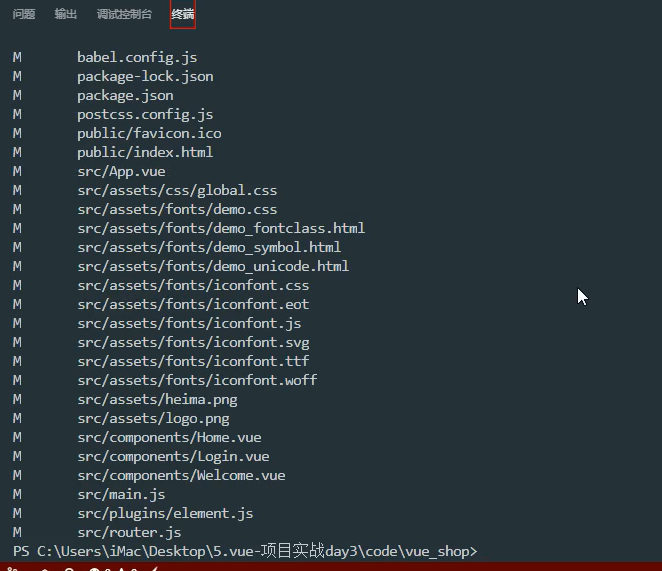 问题 输出 调试控制台 终端
M babel.config.js
M package-lock.json
M package.json
M postcss.config.js
M public/favicon.ico
M public/index.html
M src/App.vue
M src/assets/css/global.css
M src/assets/fonts/demo.css
M src/assets/fonts/demo_fontclass.html
M src/assets/fonts/demo_symbol.html
M src/assets/fonts/demo_unicode.html
M src/assets/fonts/iconfont.css
M src/assets/fonts/iconfont.eot
M src/assets/fonts/iconfont.js
M src/assets/fonts/iconfont.svg
M src/assets/fonts/iconfont.ttf
M src/assets/fonts/iconfont.woff
M src/assets/heima.png
M src/assets/logo.png
M src/components/Home.vue
M src/components/Login.vue
M src/components/Welcome.vue
M src/main.js
M src/plugins/element.js
M src/router.js
PS C:\Users\iMac\Desktop\5.vue-项目实战day3\code\vue_shop>